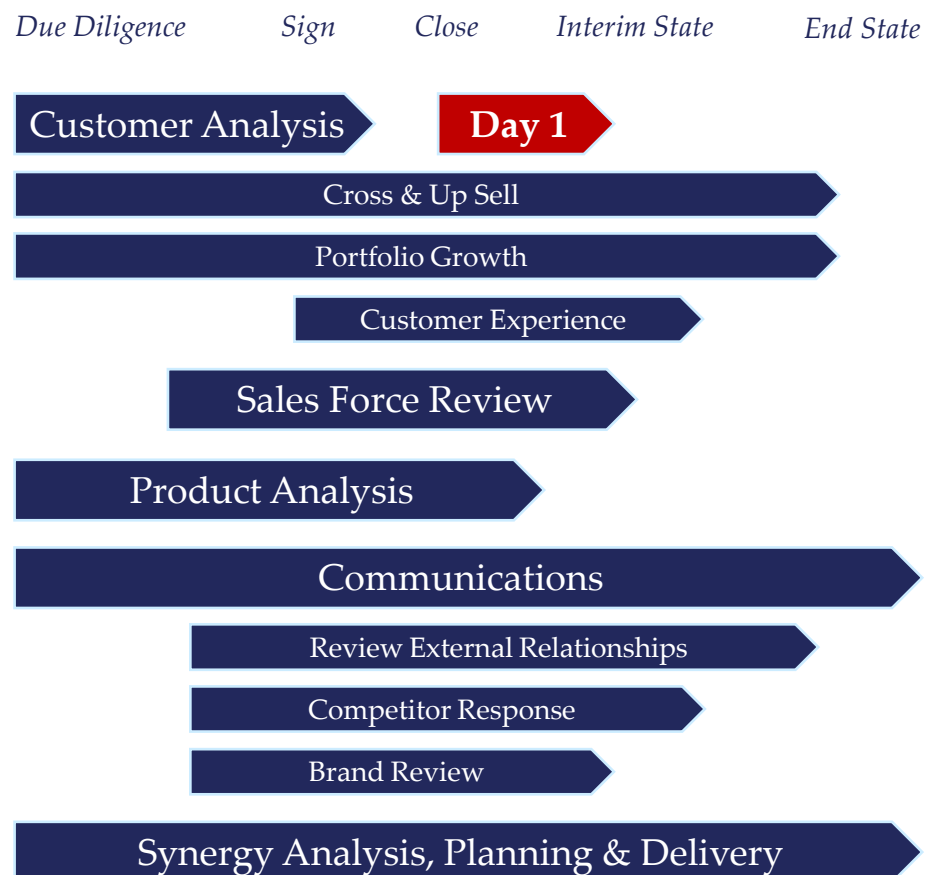 Due Diligence Sign Close Interim State End State
Customer Analysis Day 1
Cross & Up Sell
Portfolio Growth
Customer Experience
Sales Force Review
Product Analysis
Communications
Review External Relationships
Competitor Response
Brand Review
Synergy Analysis, Planning & Delivery